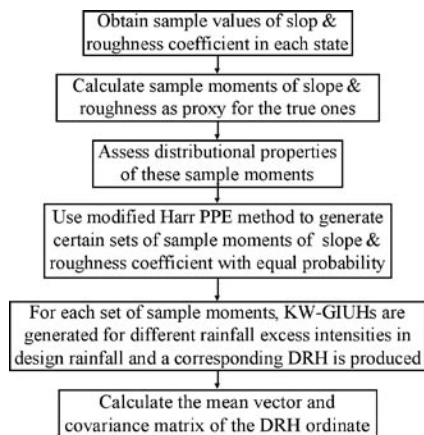 Obtain sample values of slop &
roughness coefficient in each state
Calculate sample moments of slope &
roughness as proxy for the true ones
Assess distributional properties
of these sample moments
Use modified Harr PPE method to generate
certain sets of sample moments of slope &
roughness coefficient with equal probability
For each set of sample moments, KW-GIUHs are
generated for different rainfall excess intensities in
design rainfall and a corresponding DRH is produced
Calculate the mean vector and
covariance matrix of the DRH ordinate